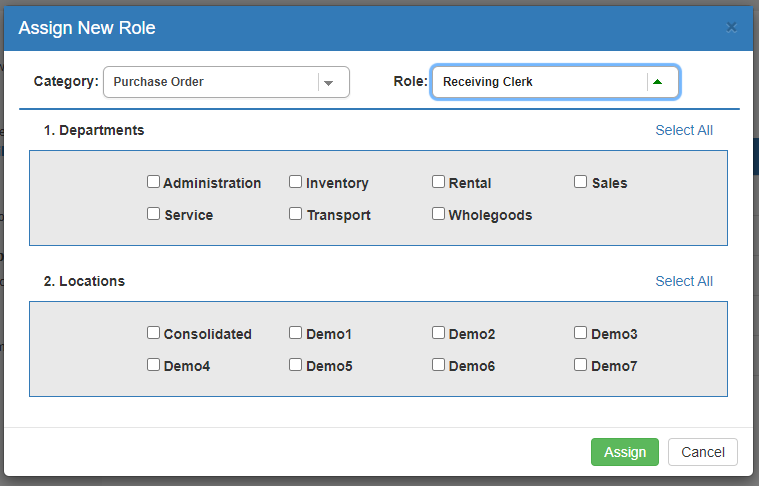 Assign New Role ×
Category: Purchase Order Role: Receiving Clerk
1. Departments Select All
Administration Inventory Rental Sales
Service Transport Wholegoods
2. Locations Select All
Consolidated Demo1 Demo2 Demo3
Demo4 Demo5 Demo6 Demo7
Assign Cancel